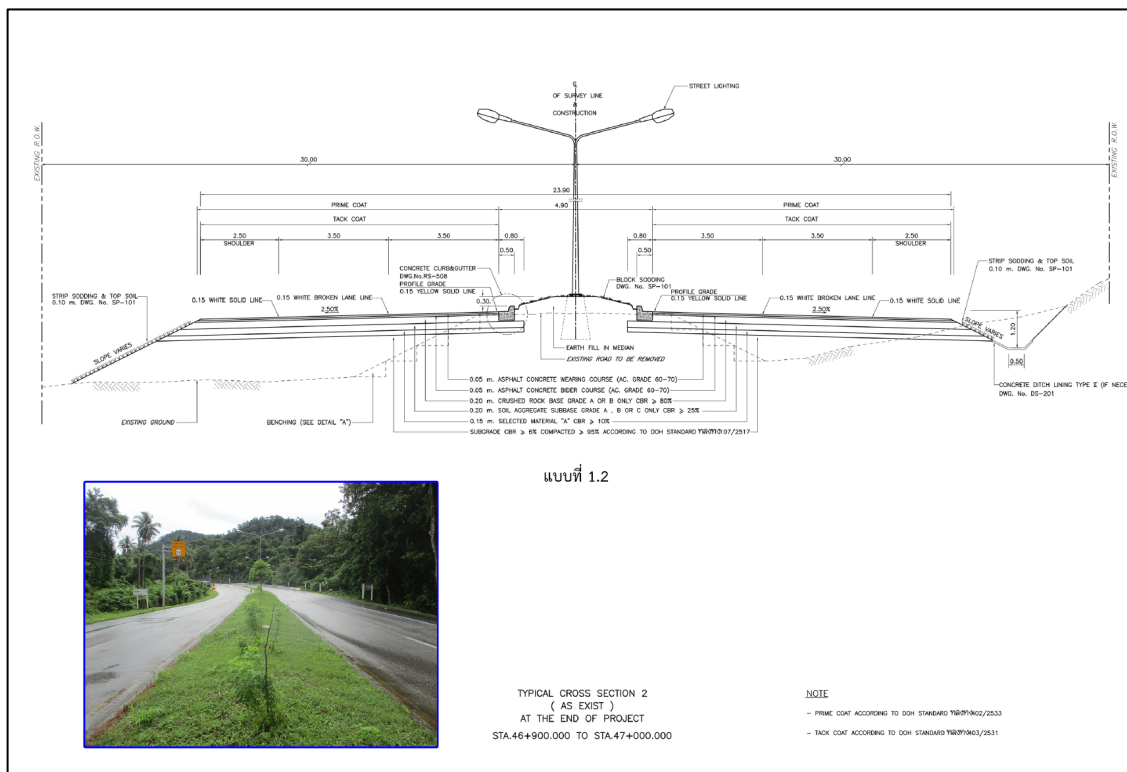 ℄
OF SURVEY LINE
&
CONSTRUCTION
STREET LIGHTING
EXISTING R.O.W.
EXISTING R.O.W.
30.00
30.00
23.90
PRIME COAT
4.90
PRIME COAT
TACK COAT
TACK COAT
2.50
3.50
3.50
0.80
0.80
3.50
3.50
2.50
SHOULDER
SHOULDER
0.50
0.50
CONCRETE CURB&GUTTER
DWG.No.RS-508
PROFILE GRADE
0.15 YELLOW SOLID LINE
BLOCK SODDING
DWG. No. SP-101
PROFILE GRADE
0.15 YELLOW SOLID LINE
STRIP SODDING & TOP SOIL
0.10 m. DWG. No. SP-101
STRIP SODDING & TOP SOIL
0.10 m. DWG. No. SP-101
0.15 WHITE SOLID LINE
0.15 WHITE BROKEN LANE LINE
0.30
0.15 WHITE BROKEN LANE LINE
0.15 WHITE SOLID LINE
2.50%
2.50%
SLOPE VARIES
SLOPE VARIES
1.20
0.50
EARTH FILL IN MEDIAN
EXISTING ROAD TO BE REMOVED
0.05 m. ASPHALT CONCRETE WEARING COURSE (AC. GRADE 60-70)
0.05 m. ASPHALT CONCRETE BIDER COURSE (AC. GRADE 60-70)
0.20 m. CRUSHED ROCK BASE GRADE A OR B ONLY CBR ≥ 80%
0.20 m. SOIL AGGREGATE SUBBASE GRADE A , B OR C ONLY CBR ≥ 25%
0.15 m. SELECTED MATERIAL "A" CBR ≥ 10%
SUBGRADE CBR ≥ 6% COMPACTED ≥ 95% ACCORDING TO DOH STANDARD ทล.ท.107/2517
CONCRETE DITCH LINING TYPE II (IF NECE
DWG. No. DS-201
EXISTING GROUND
BENCHING (SEE DETAIL "A")
แบบที่ 1.2
TYPICAL CROSS SECTION 2
( AS EXIST )
AT THE END OF PROJECT
STA.46+900.000 TO STA.47+000.000
NOTE
- PRIME COAT ACCORDING TO DOH STANDARD 402/2533
- TACK COAT ACCORDING TO DOH STANDARD 403/2531